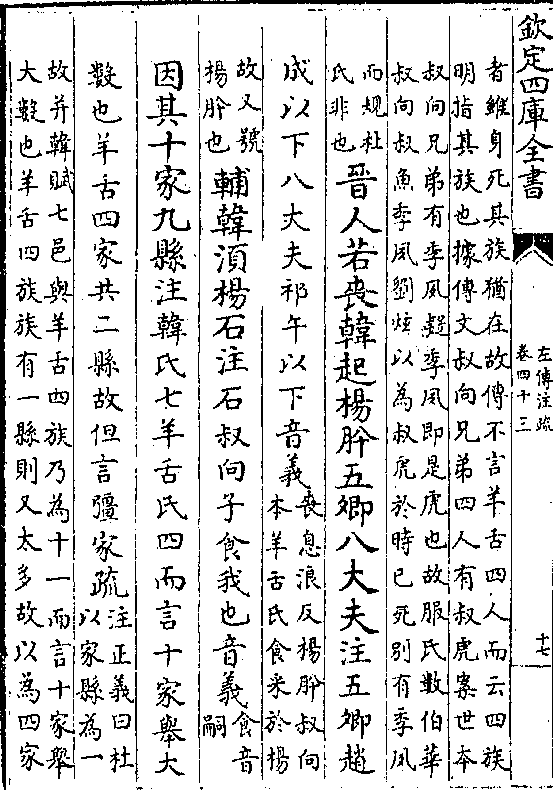 欽定四庫全書
左傳注疏
卷四十三
十七
者雖身死其族猶在故傳不言羊舌四人而云四族
明指其族也據傳文叔向兄弟四人有叔虎案世本
叔向兄弟有季夙疑季夙即是虎也故服氏數伯華
叔向叔魚季夙劉炫以為叔虎於時已死別有季夙
而規杜
氏非也
晉人若喪韓起楊肸五卿八大夫注五卿趙
成以下八大夫祁午以下音義
喪息浪反楊肸叔向
本羊舌氏食采於楊
故又號
楊肸也
輔韓湏楊石注石叔向子食我也音義
食音
嗣
因其十家九縣注韓氏七羊舌氏四而言十家舉大
數也羊舌四家共二縣故但言彊家疏
注正義曰杜
以家縣為一
故并韓賦七邑與羊舌四族乃為十一而言十家舉
大數也羊舌四族族有一縣則又太多故以為四家